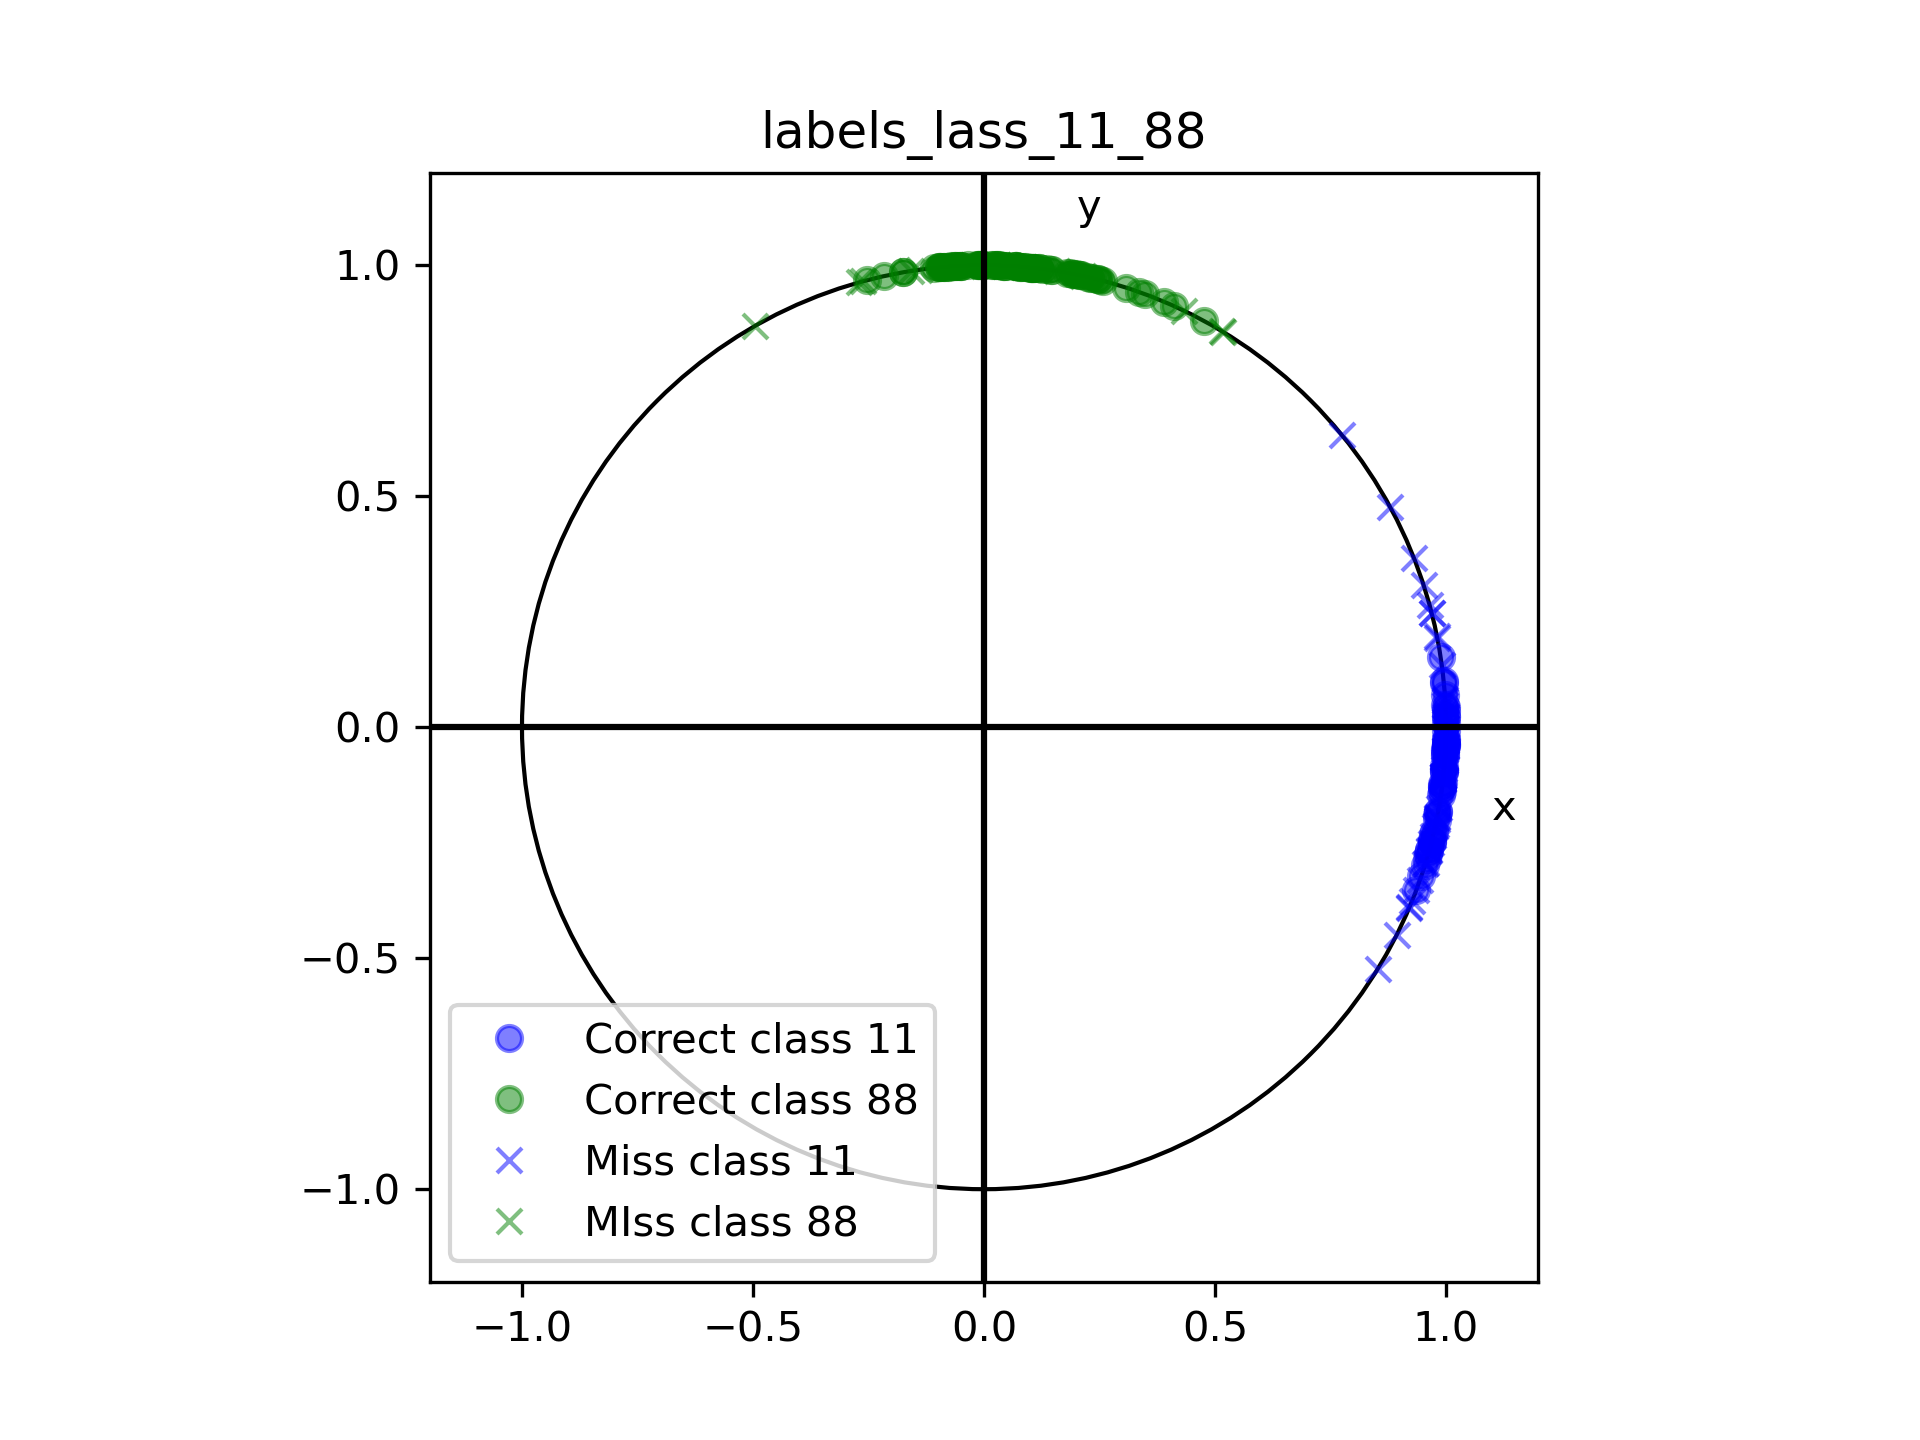 labels_lass_11_88
y
1.0
0.5
0.0
x
−0.5
−1.0
Correct class 11
Correct class 88
Miss class 11
MIss class 88
−1.0 −0.5 0.0 0.5 1.0